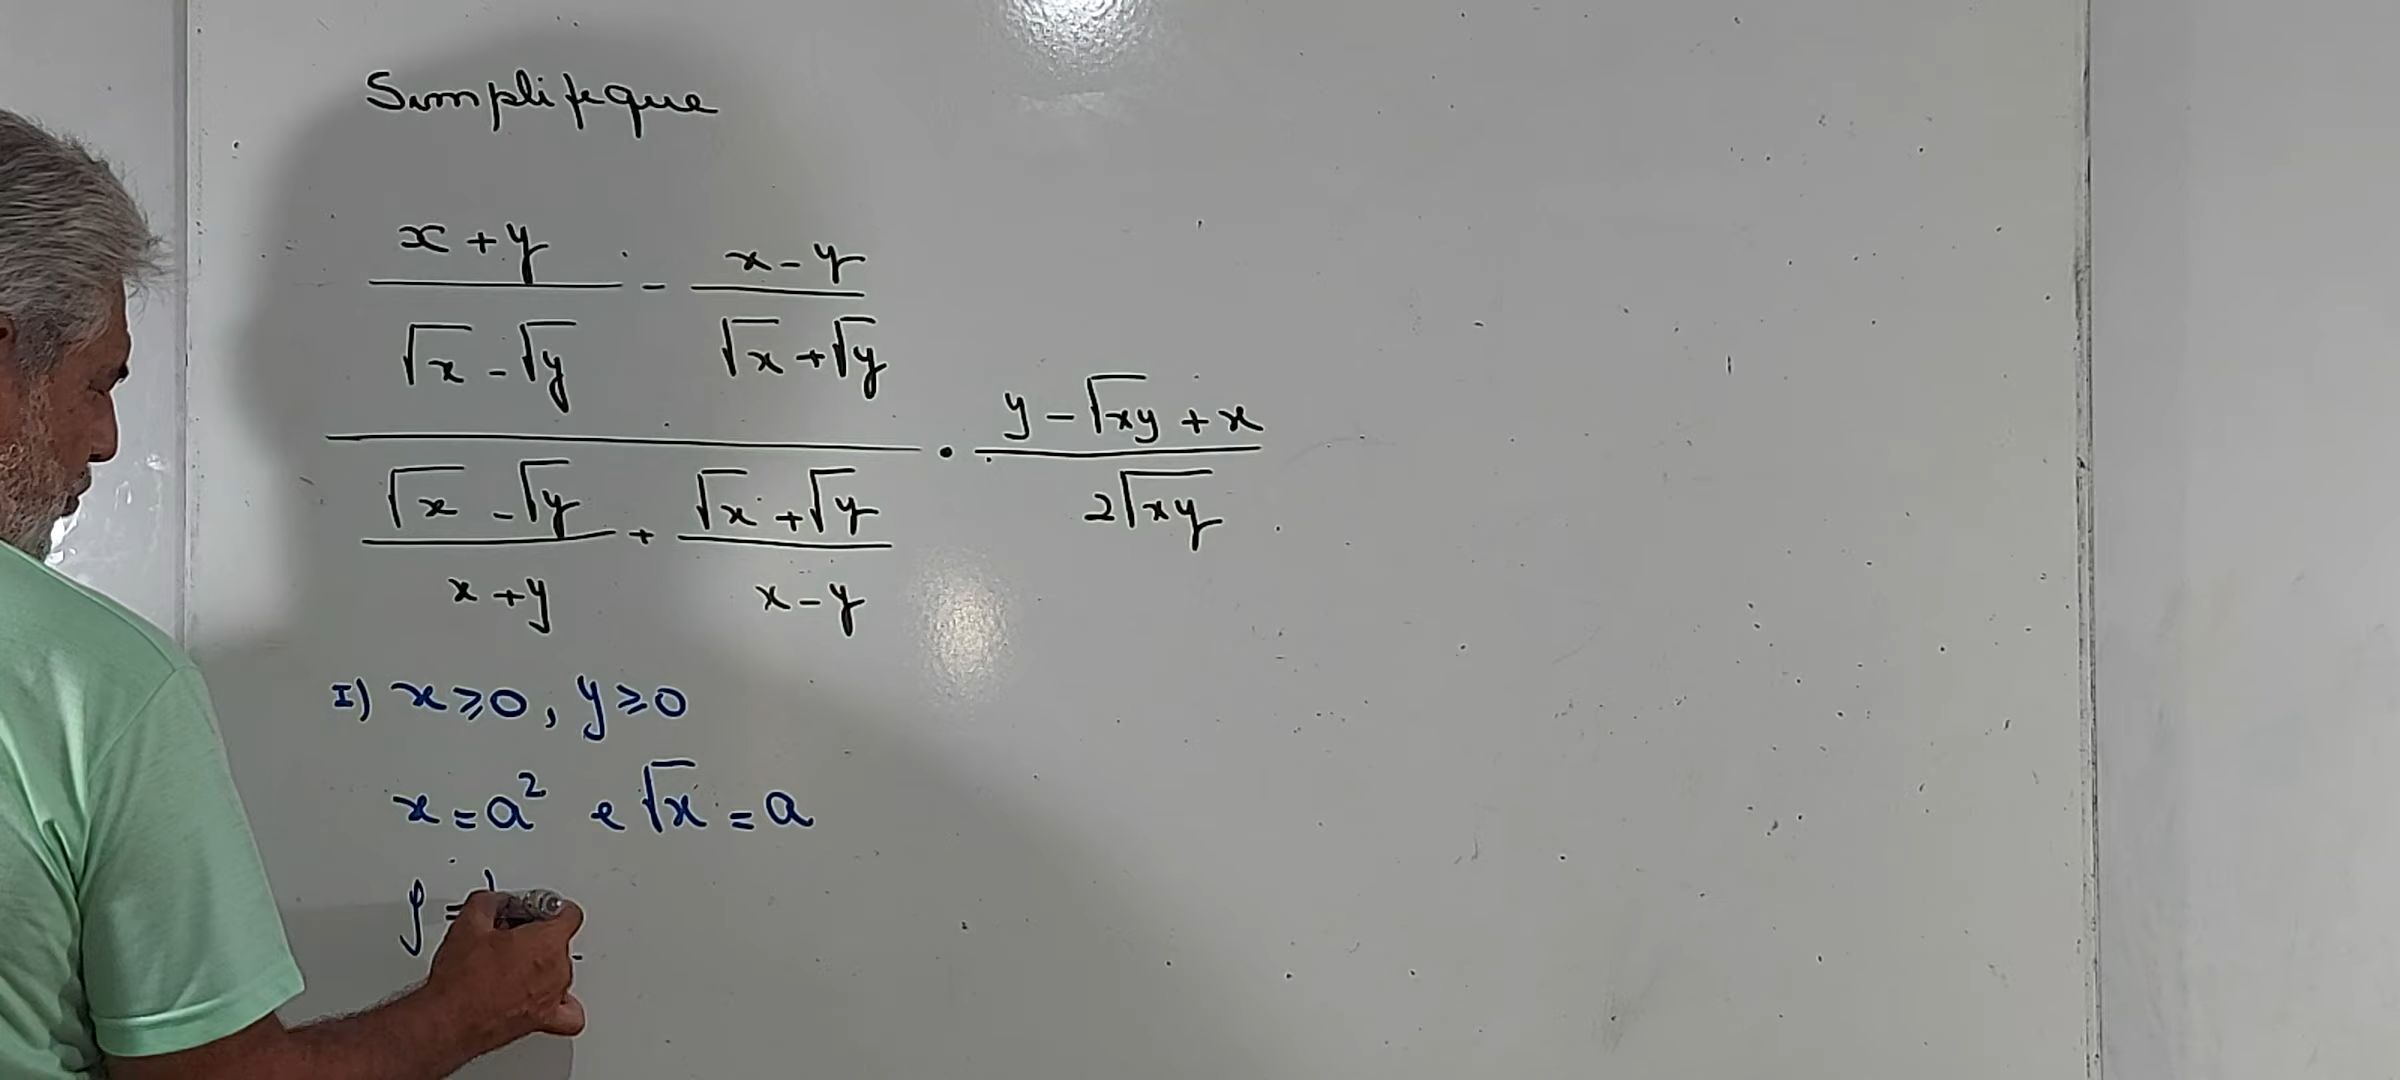 Simplifique
x + y / √x - √y - x - y / √x + √y
√x - √y / x + y + √x + √y / x - y · y - √xy + x / 2√xy
I) x ≥ 0, y ≥ 0
x = a² e √x = a
y =